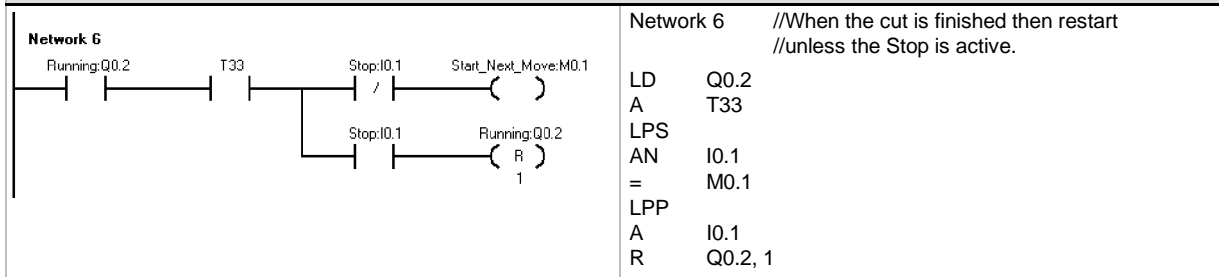 Network 6
Running:Q0.2 T33 Stop:I0.1 Start_Next_Move:M0.1
/
Stop:I0.1 Running:Q0.2
R
1
Network 6 //When the cut is finished then restart
//unless the Stop is active.
LD Q0.2
A T33
LPS
AN I0.1
= M0.1
LPP
A I0.1
R Q0.2, 1